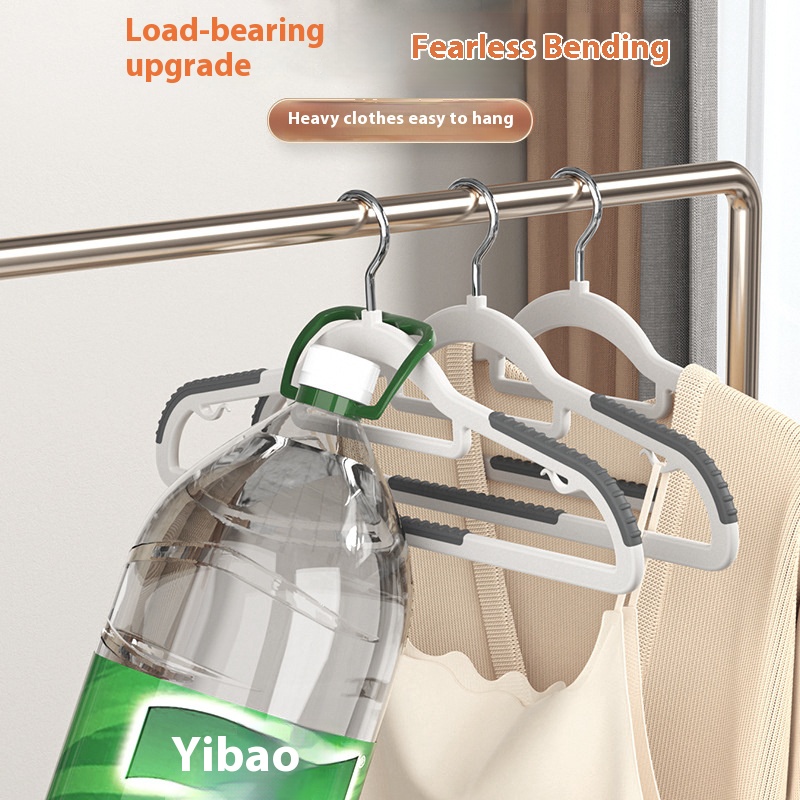 Load-bearing
upgrade
Fearless Bending
Heavy clothes easy to hang
Yibao